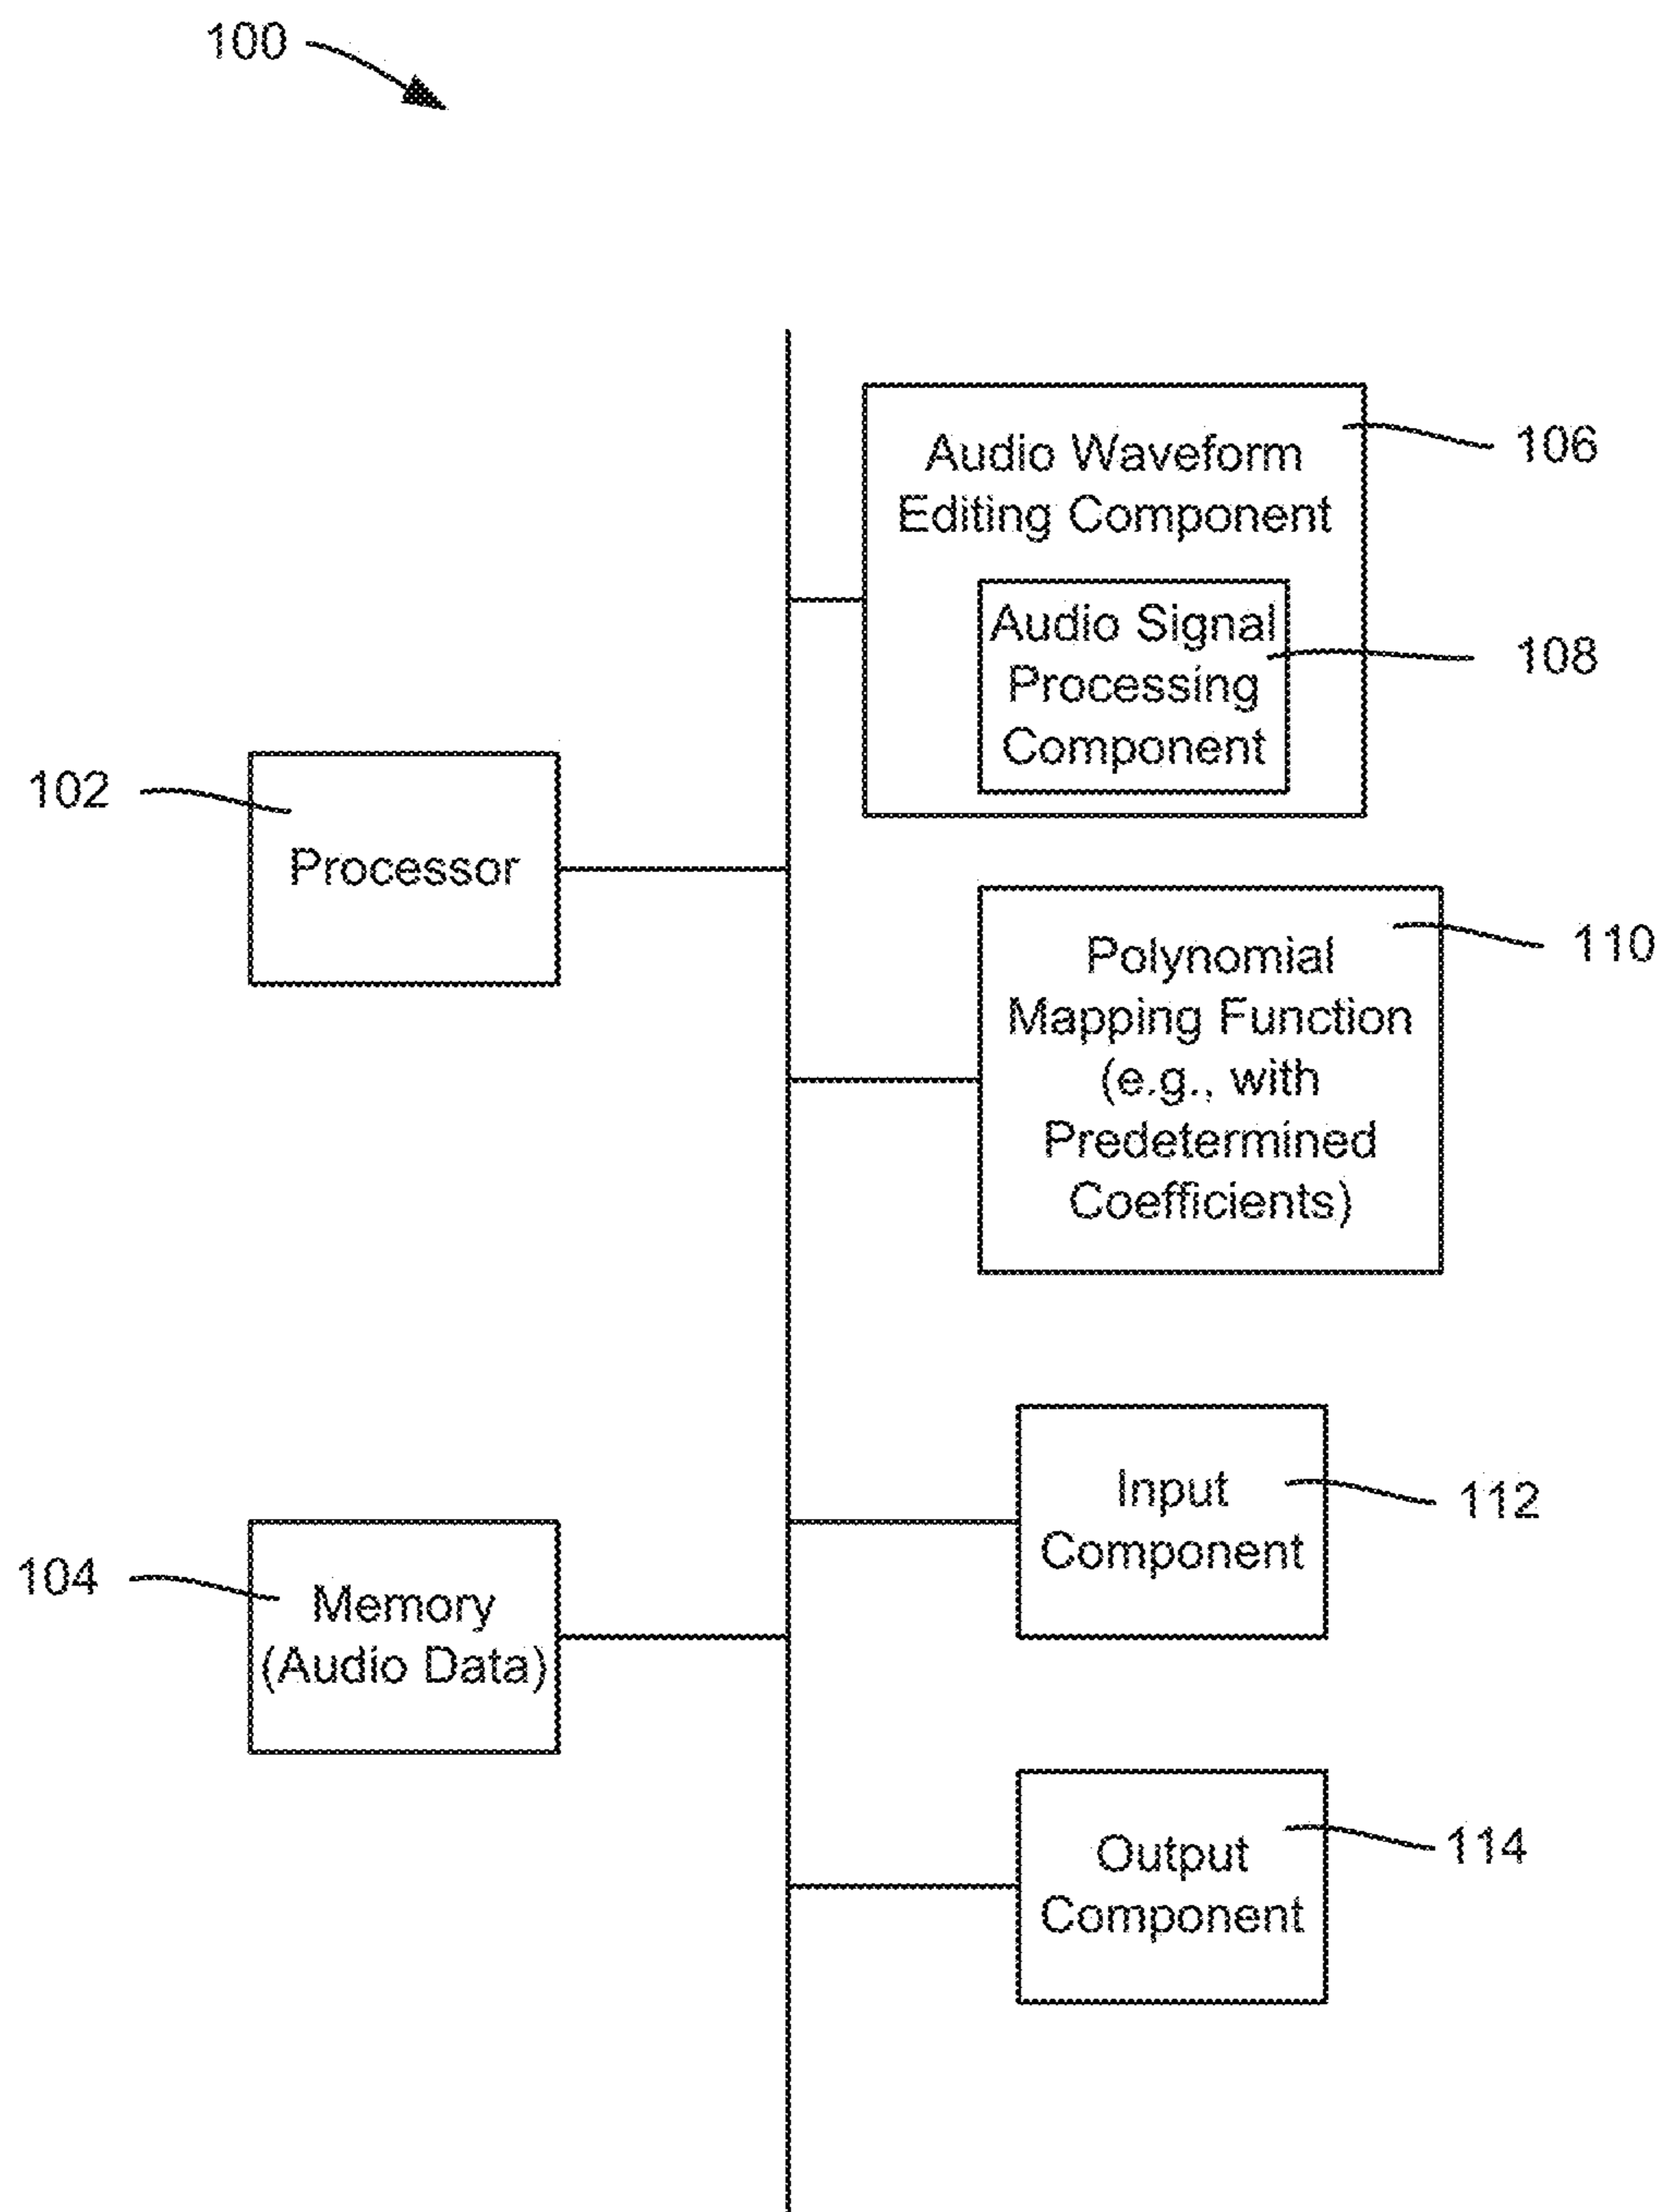 100
Audio Waveform
Editing Component
106
Audio Signal
Processing
Component
108
102
Processor
Polynomial
Mapping Function
(e.g., with
Predetermined
Coefficients)
110
Input
Component
112
104
Memory
(Audio Data)
Output
Component
114